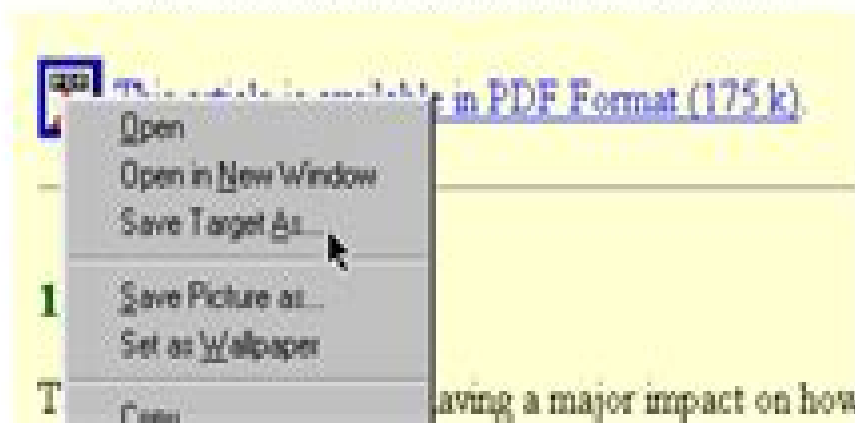 This article is available in PDF Format (175 k).
Open
Open in New Window
Save Target As...
1
Save Picture as...
Set as Wallpaper
T
aving a major impact on how
Copy